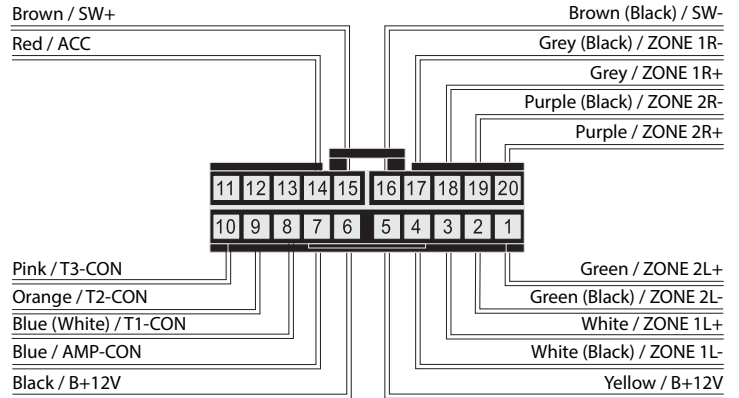 Brown / SW+
Brown (Black) / SW-
Red / ACC
Grey (Black) / ZONE 1R-
Grey / ZONE 1R+
Purple (Black) / ZONE 2R-
Purple / ZONE 2R+
11 12 13 14 15 16 17 18 19 20
10 9 8 7 6 5 4 3 2 1
Pink / T3-CON
Green / ZONE 2L+
Orange / T2-CON
Green (Black) / ZONE 2L-
Blue (White) / T1-CON
White / ZONE 1L+
Blue / AMP-CON
White (Black) / ZONE 1L-
Black / B+12V
Yellow / B+12V